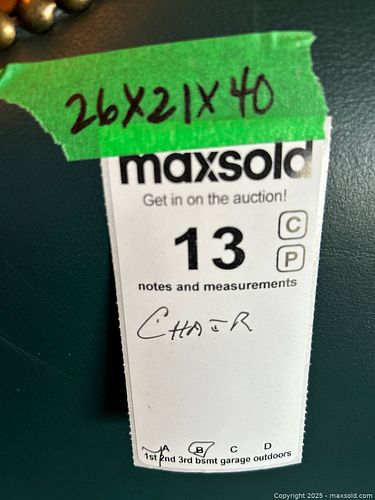 26X21X40
maxsold
Get in on the auction!
13
C
P
notes and measurements
CHAIR
A B C D
1st 2nd 3rd bsmt garage outdoors
Copyright 2025 - maxsold.com